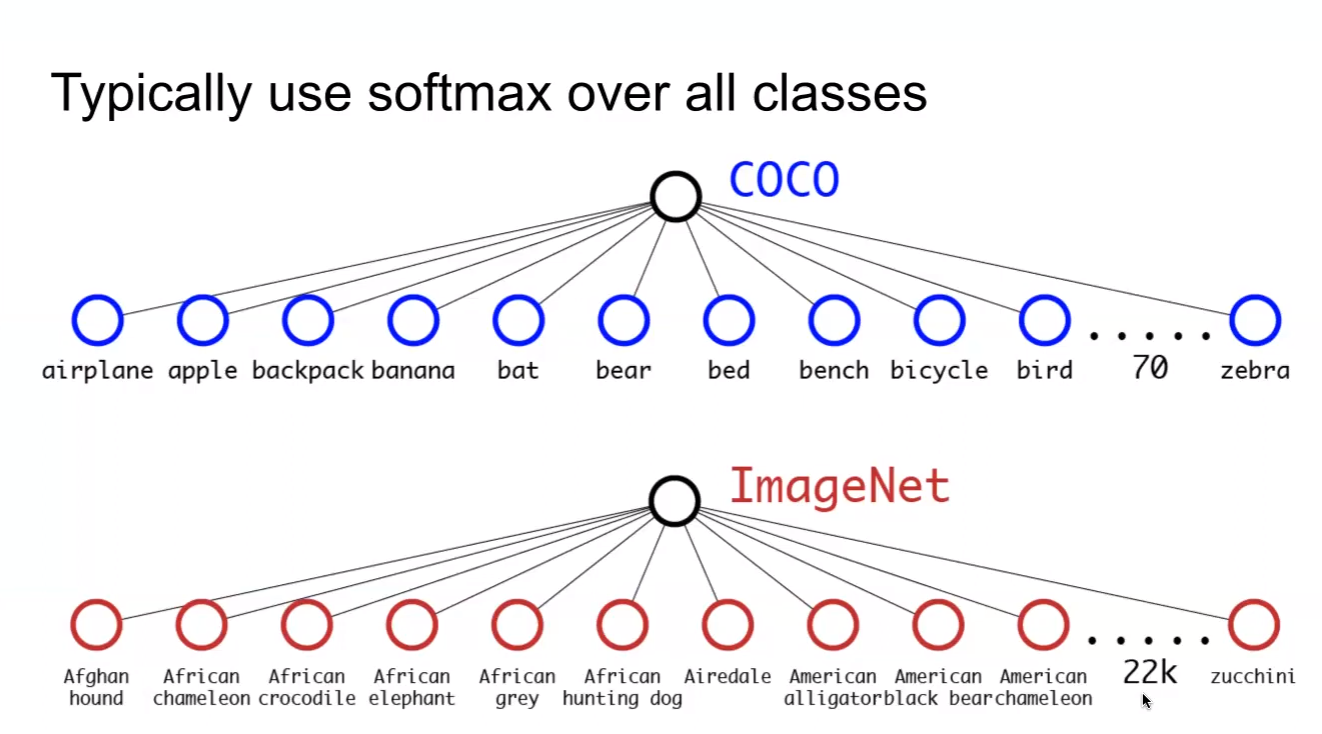 Typically use softmax over all classes
COCO
airplane apple backpack banana bat bear bed bench bicycle bird ..... 70 zebra
ImageNet
Afghan African African African African African Airedale American American American ..... 22k zucchini
hound chameleon crocodile elephant grey hunting dog alligator black bear chameleon